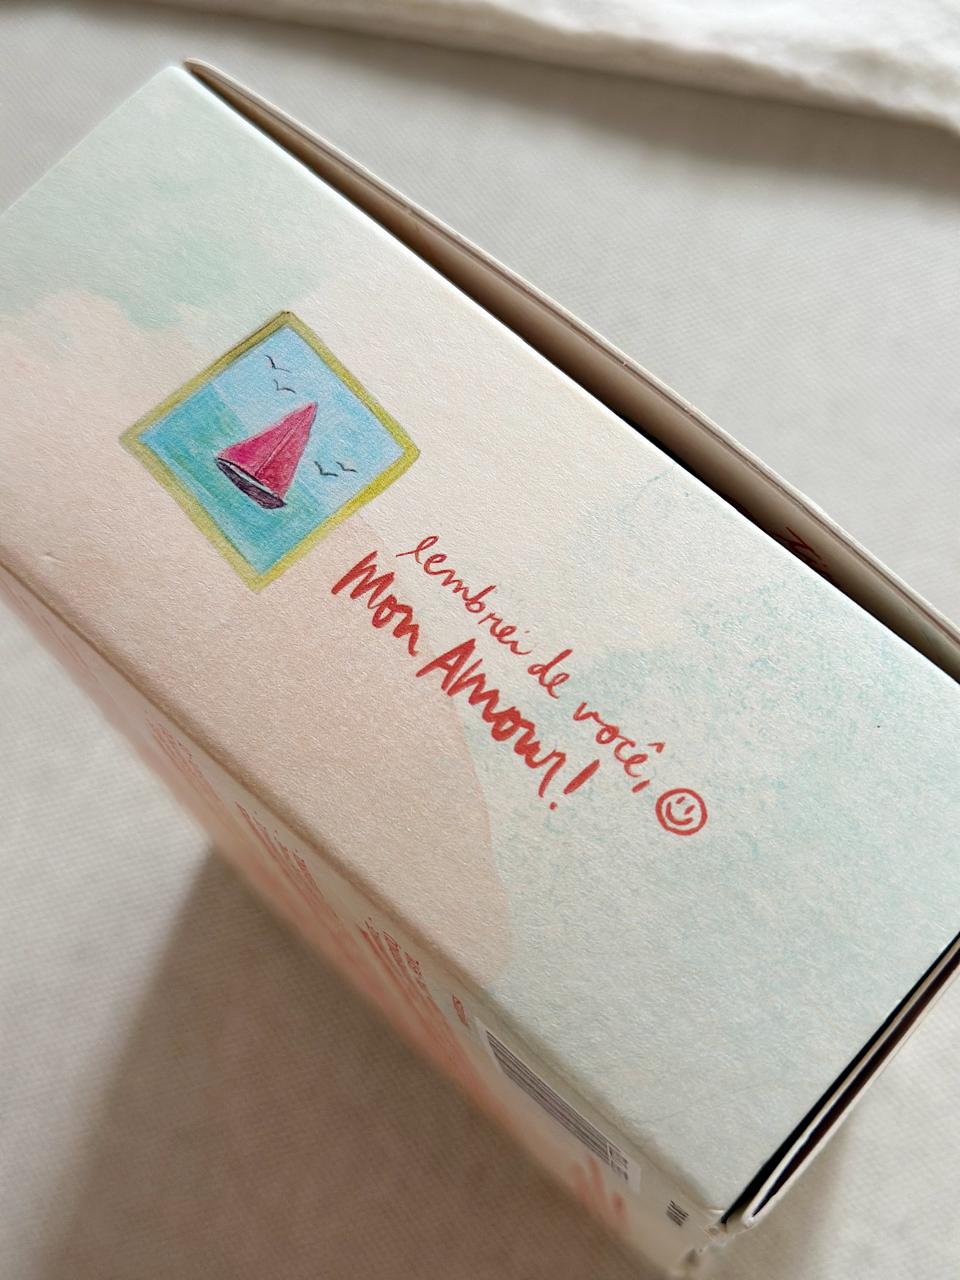 lembrei de você,
Mon Amour!